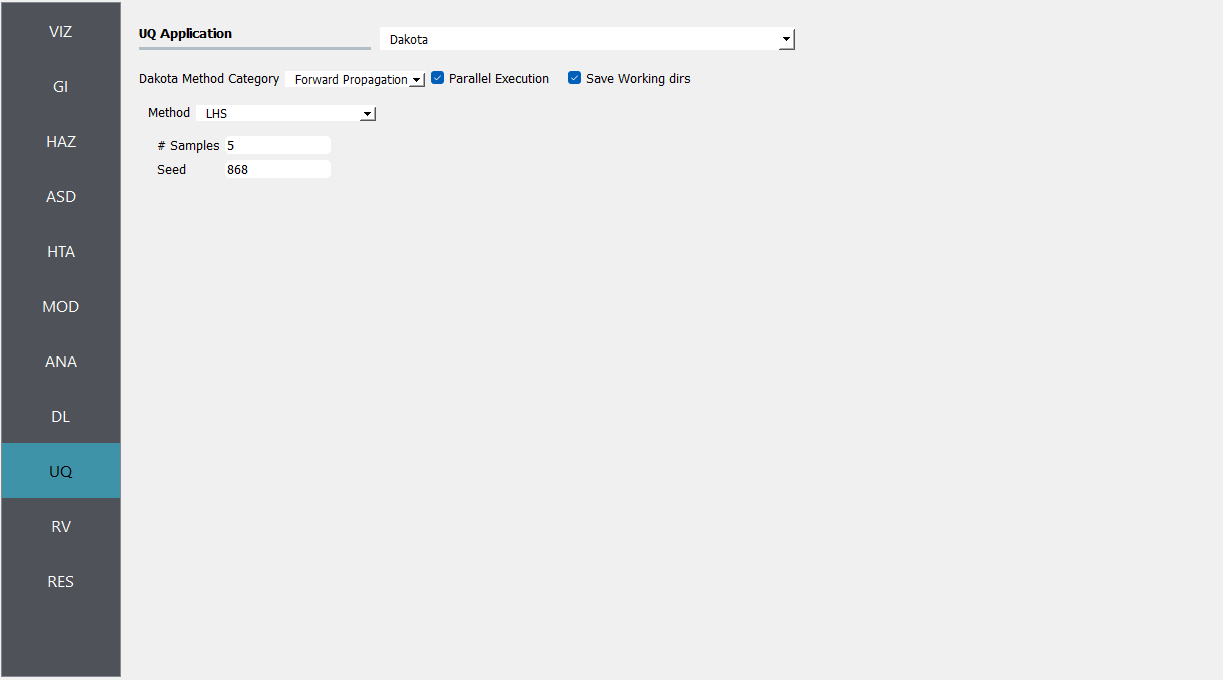 VIZ
GI
HAZ
ASD
HTA
MOD
ANA
DL
UQ
RV
RES
UQ Application
Dakota
Dakota Method Category Forward Propagation Parallel Execution Save Working dirs
Method LHS
# Samples 5
Seed 868